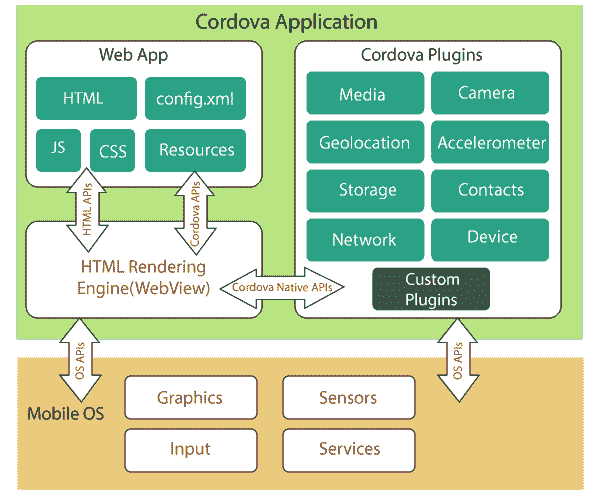 Cordova Application
Web App
HTML
config.xml
JS
CSS
Resources
HTML APIs
Cordova APIs
HTML Rendering
Engine(WebView)
Cordova Native APIs
Cordova Plugins
Media
Camera
Geolocation
Accelerometer
Storage
Contacts
Network
Device
Custom
Plugins
OS APIs
OS APIs
Mobile OS
Graphics
Sensors
Input
Services